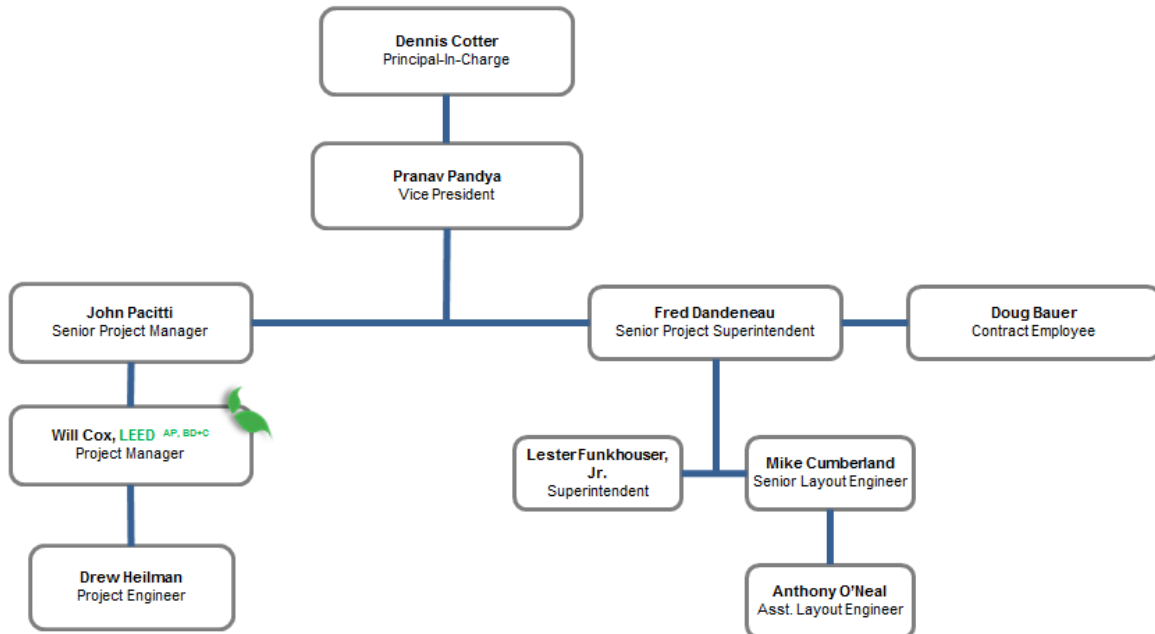 Dennis Cotter
Principal-In-Charge
Pranav Pandya
Vice President
John Pacitti
Senior Project Manager
Fred Dandeneau
Senior Project Superintendent
Doug Bauer
Contract Employee
Will Cox, LEED AP, BD+C
Project Manager
Lester Funkhouser,
Jr.
Superintendent
Mike Cumberland
Senior Layout Engineer
Drew Heilman
Project Engineer
Anthony O'Neal
Asst. Layout Engineer